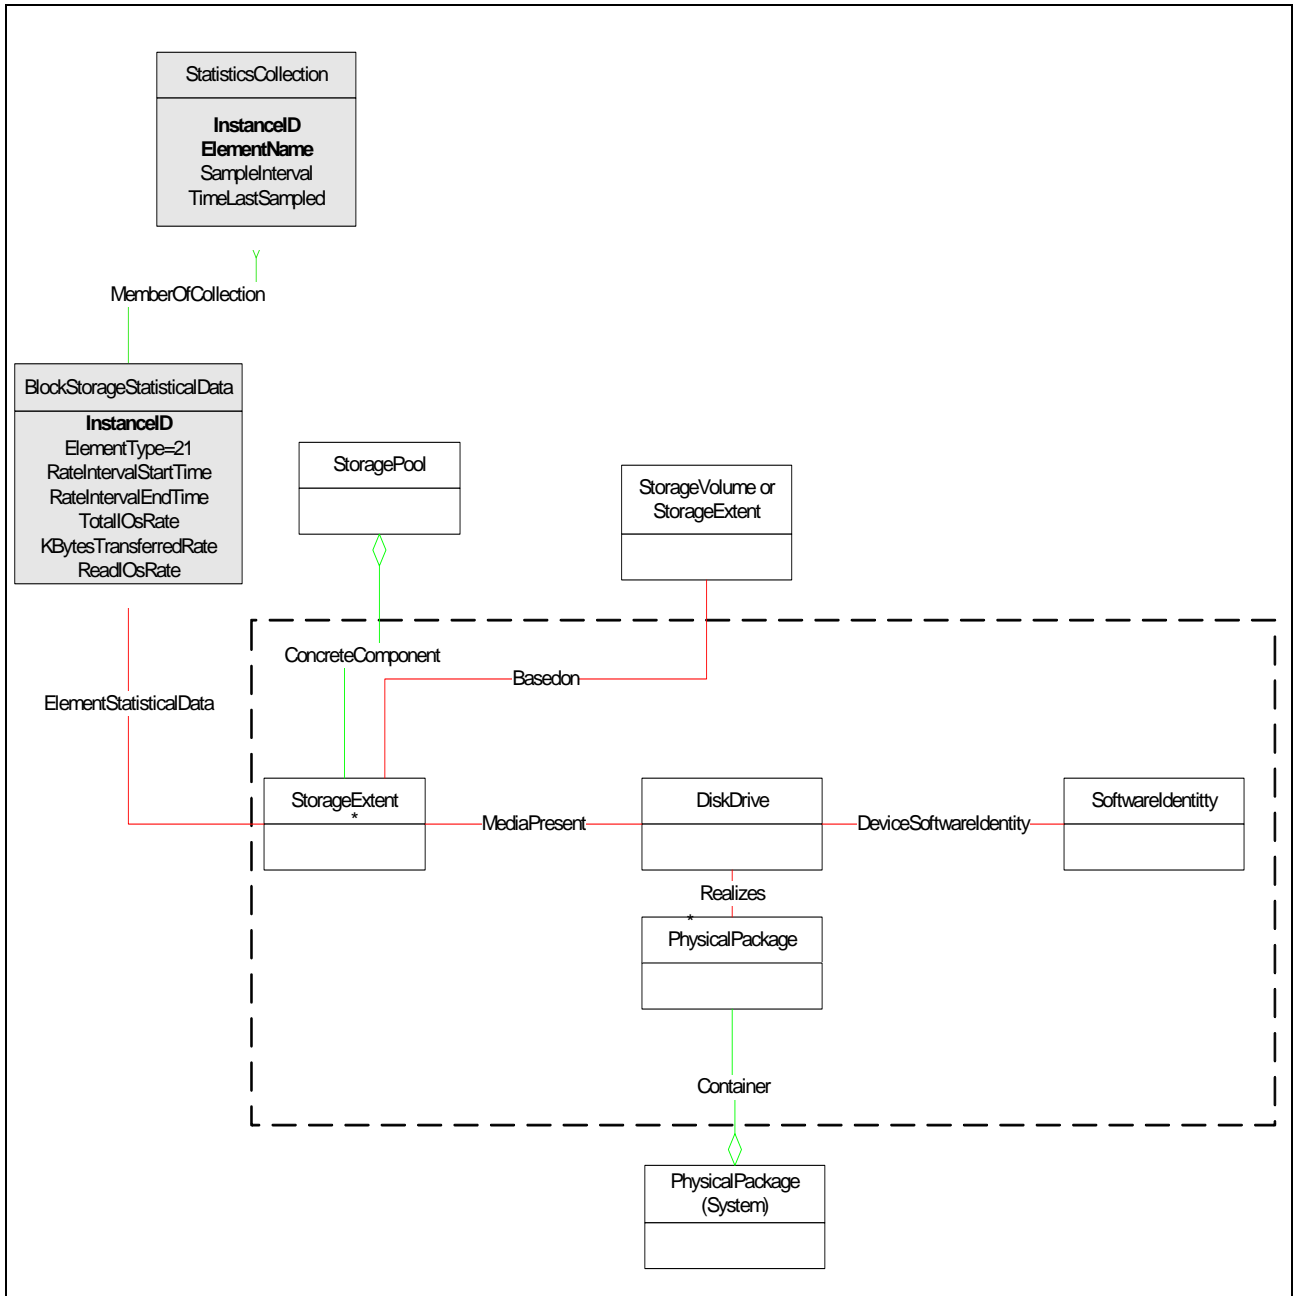 StatisticsCollection
InstanceID
ElementName
SampleInterval
TimeLastSampled
MemberOfCollection
BlockStorageStatisticalData
InstanceID
ElementType=21
RateIntervalStartTime
RateIntervalEndTime
TotalIOsRate
KBytesTransferredRate
ReadIOsRate
StoragePool
StorageVolume or
StorageExtent
ConcreteComponent
Basedon
ElementStatisticalData
StorageExtent
*
MediaPresent
DiskDrive
DeviceSoftwareIdentity
SoftwareIdentitty
Realizes
*
PhysicalPackage
Container
PhysicalPackage
(System)